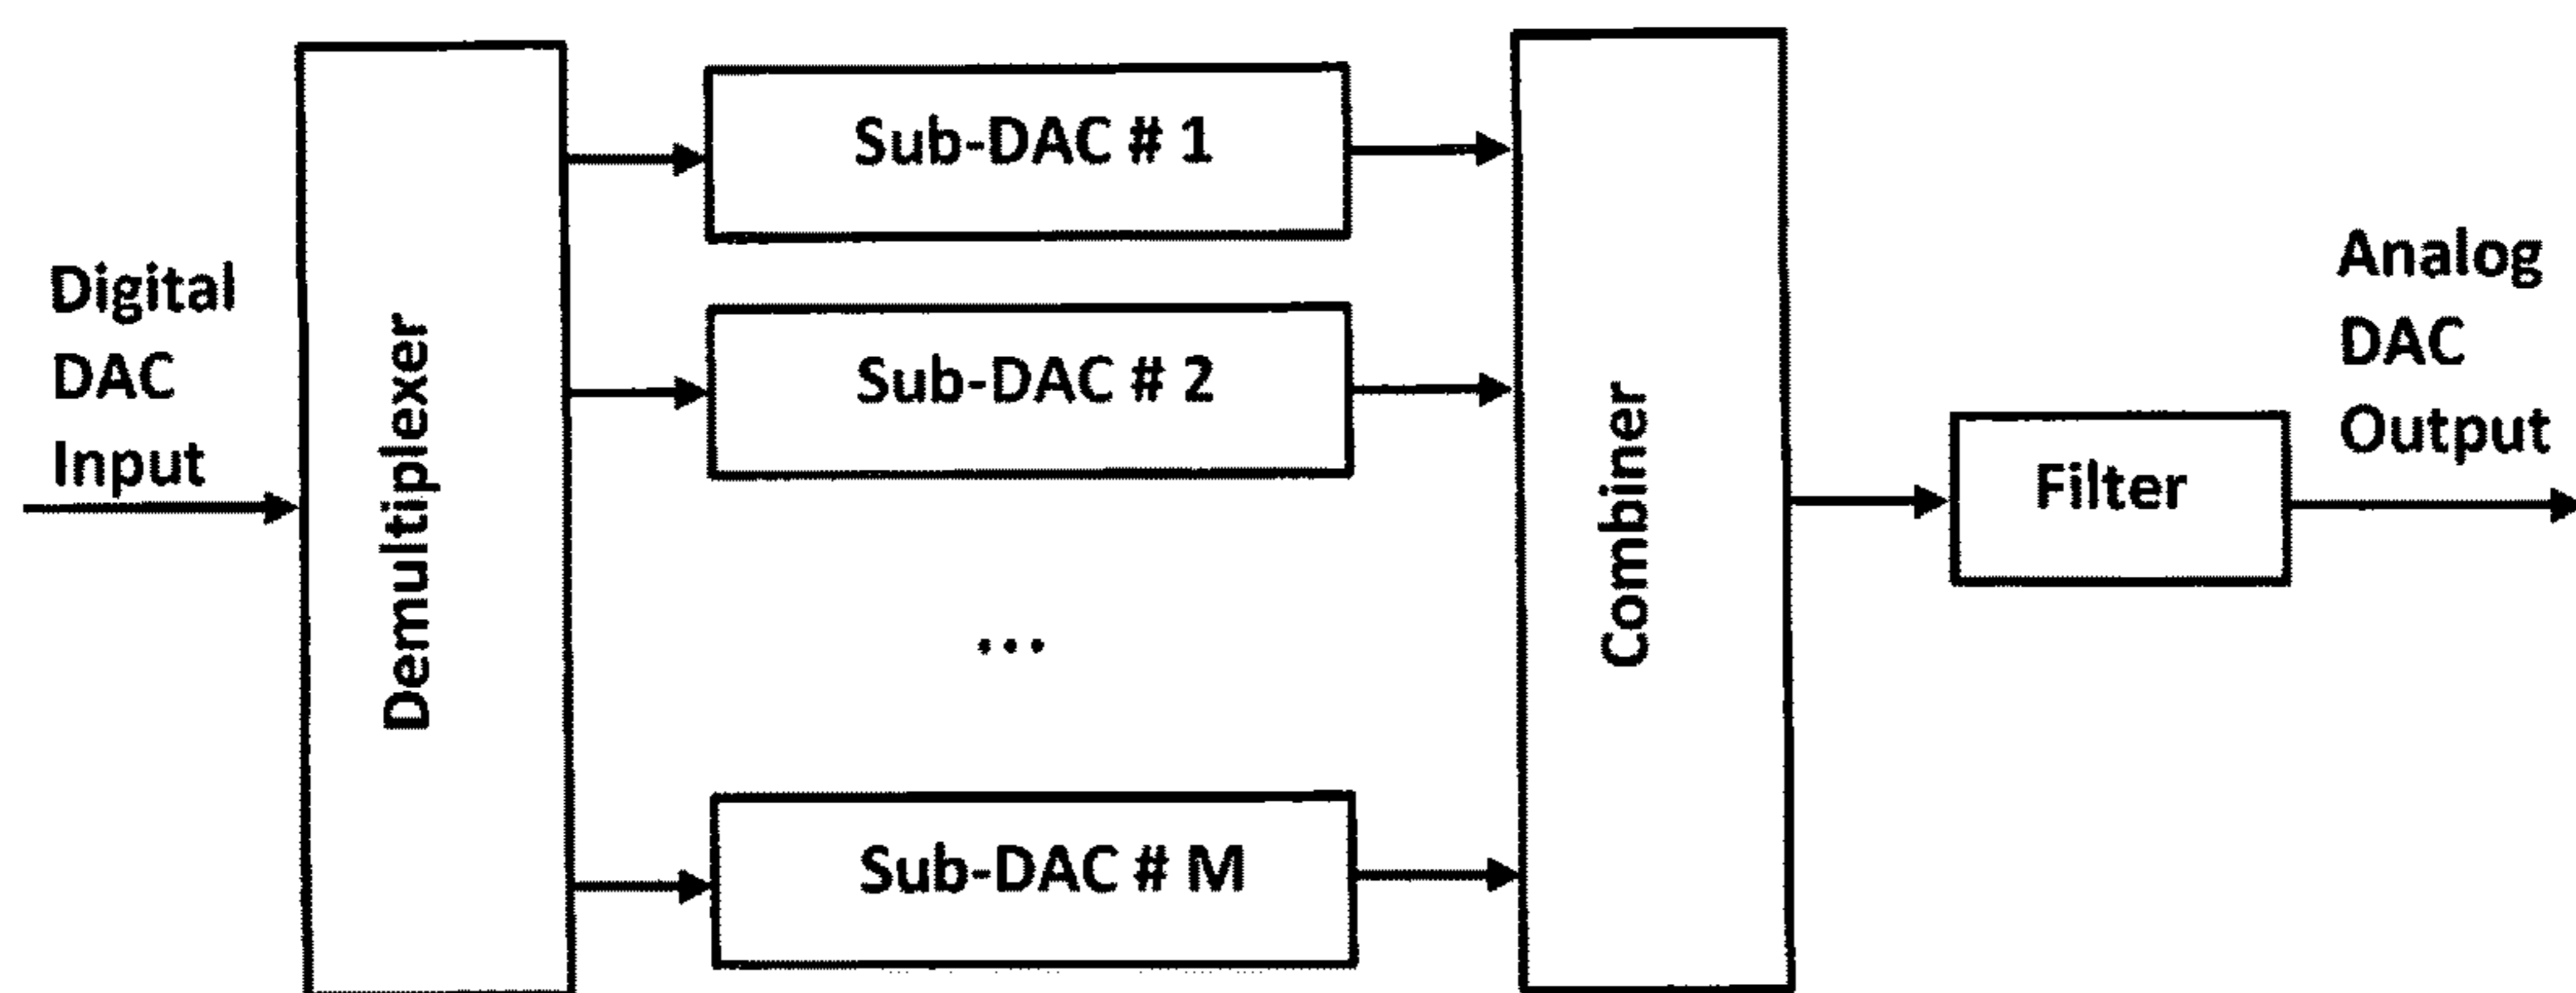 Digital
DAC
Input
Demultiplexer
Sub-DAC # 1
Sub-DAC # 2
...
Sub-DAC # M
Combiner
Filter
Analog
DAC
Output